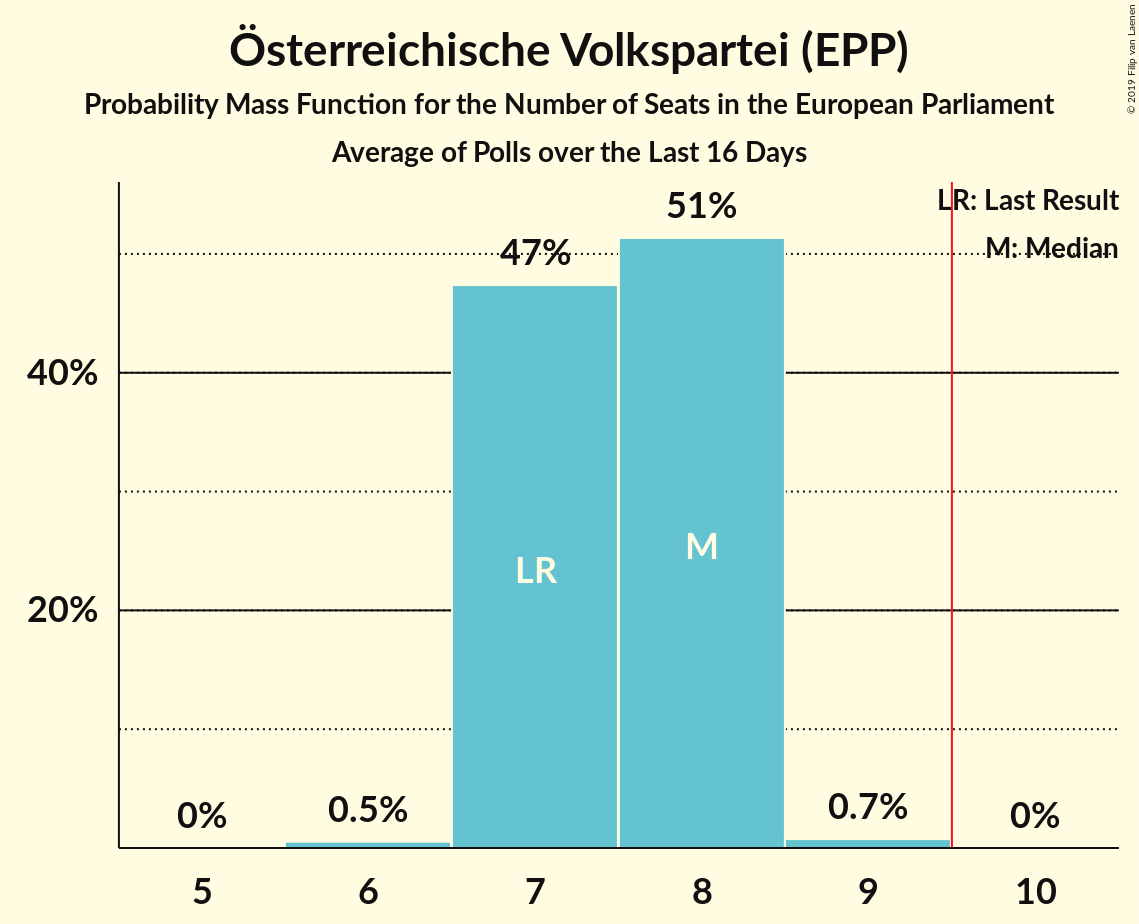 Österreichische Volkspartei (EPP)
Probability Mass Function for the Number of Seats in the European Parliament
Average of Polls over the Last 16 Days
© 2019 Filip van Laenen
LR: Last Result
M: Median
51%
47%
40%
20%
LR
M
0%
0.5%
0.7%
0%
5
6
7
8
9
10